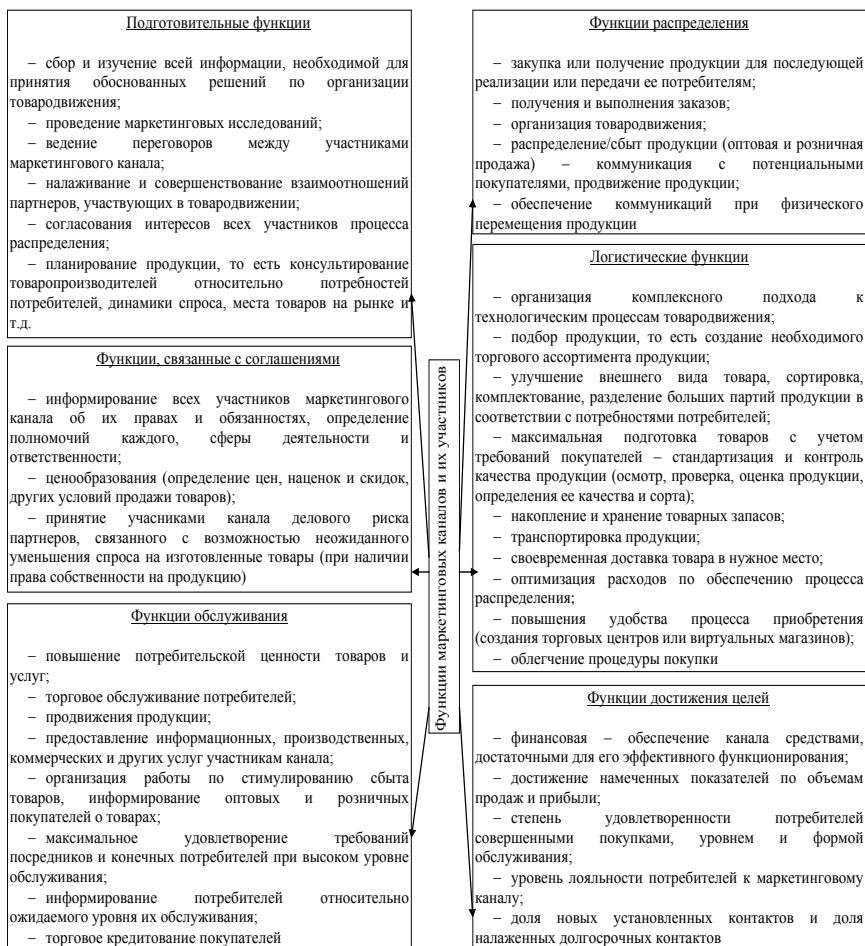 Подготовительные функции
– сбор и изучение всей информации, необходимой для
принятия обоснованных решений по организации
товародвижения;
– проведение маркетинговых исследований;
– ведение переговоров между участниками
маркетингового канала;
– налаживание и совершенствование взаимоотношений
партнеров, участвующих в товародвижении;
– согласования интересов всех участников процесса
распределения;
– планирование продукции, то есть консультирование
товаропроизводителей относительно потребностей
потребителей, динамики спроса, места товаров на рынке и
т.д.
Функции, связанные с соглашениями
– информирование всех участников маркетингового
канала об их правах и обязанностях, определение
полномочий каждого, сферы деятельности и
ответственности;
– ценообразования (определение цен, наценок и скидок,
других условий продажи товаров);
– принятие учасниками канала делового риска
партнеров, связанного с возможностью неожиданного
уменьшения спроса на изготовленные товары (при наличии
права собственности на продукцию)
Функции обслуживания
– повышение потребительской ценности товаров и
услуг;
– торговое обслуживание потребителей;
– продвижения продукции;
– предоставление информационных, производственных,
коммерческих и других услуг участникам канала;
– организация работы по стимулированию сбыта
товаров, информирование оптовых и розничных
покупателей о товарах;
– максимальное удовлетворение требований
посредников и конечных потребителей при высоком уровне
обслуживания;
– информирование потребителей относительно
ожидаемого уровня их обслуживания;
– торговое кредитование покупателей
Функции маркетинговых каналов и их участников
Функции распределения
– закупка или получение продукции для последующей
реализации или передачи ее потребителям;
– получения и выполнения заказов;
– организация товародвижения;
– распределение/сбыт продукции (оптовая и розничная
продажа) – коммуникация с потенциальными
покупателями, продвижение продукции;
– обеспечение коммуникаций при физического
перемещения продукции
Логистические функции
– организация комплексного подхода к
технологическим процессам товародвижения;
– подбор продукции, то есть создание необходимого
торгового ассортимента продукции;
– улучшение внешнего вида товара, сортировка,
комплектование, разделение больших партий продукции в
соответствии с потребностями потребителей;
– максимальная подготовка товаров с учетом
требований покупателей – стандартизация и контроль
качества продукции (осмотр, проверка, оценка продукции,
определения ее качества и сорта);
– накопление и хранение товарных запасов;
– транспортировка продукции;
– своевременная доставка товара в нужное место;
– оптимизация расходов по обеспечению процесса
распределения;
– повышения удобства процесса приобретения
(создания торговых центров или виртуальных магазинов);
– облегчение процедуры покупки
Функции достижения целей
– финансовая – обеспечение канала средствами,
достаточными для его эффективного функционирования;
– достижение намеченных показателей по объемам
продаж и прибыли;
– степень удовлетворенности потребителей
совершенными покупками, уровнем и формой
обслуживания;
– уровень лояльности потребителей к маркетинговому
каналу;
– доля новых установленных контактов и доля
налаженных долгосрочных контактов